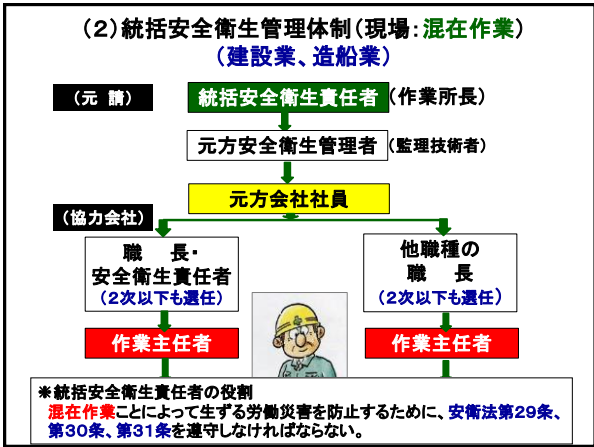 (２)統括安全衛生管理体制(現場：混在作業)
(建設業、造船業)
(元 請)
統括安全衛生責任者
(作業所長)
元方安全衛生管理者
(監理技術者)
元方会社社員
(協力会社)
職 長・
安全衛生責任者
(２次以下も選任)
他職種の
職 長
(２次以下も選任)
作業主任者
作業主任者
＊統括安全衛生責任者の役割
混在作業ことによって生ずる労働災害を防止するために、安衛法第29条、
第30条、第31条を遵守しなければならない。